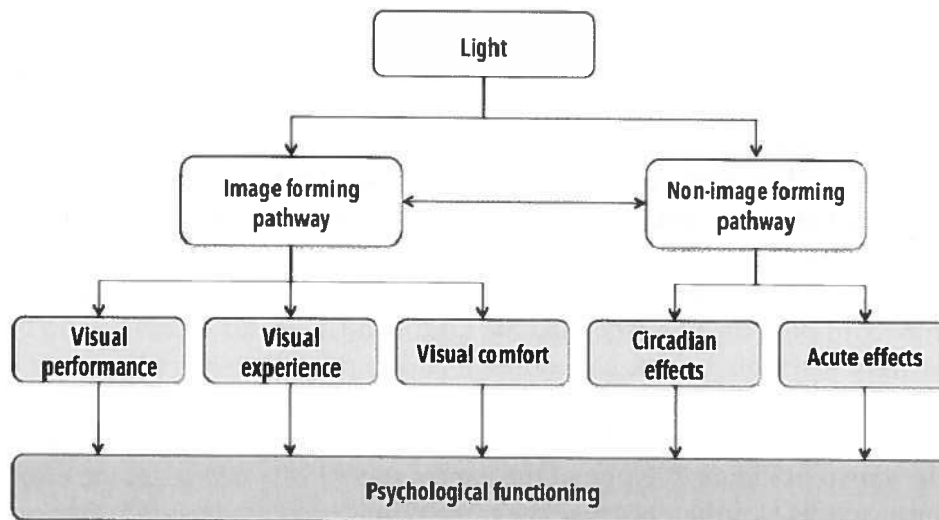 Light
Image forming
pathway
Non-image forming
pathway
Visual
performance
Visual
experience
Visual comfort
Circadian
effects
Acute effects
Psychological functioning